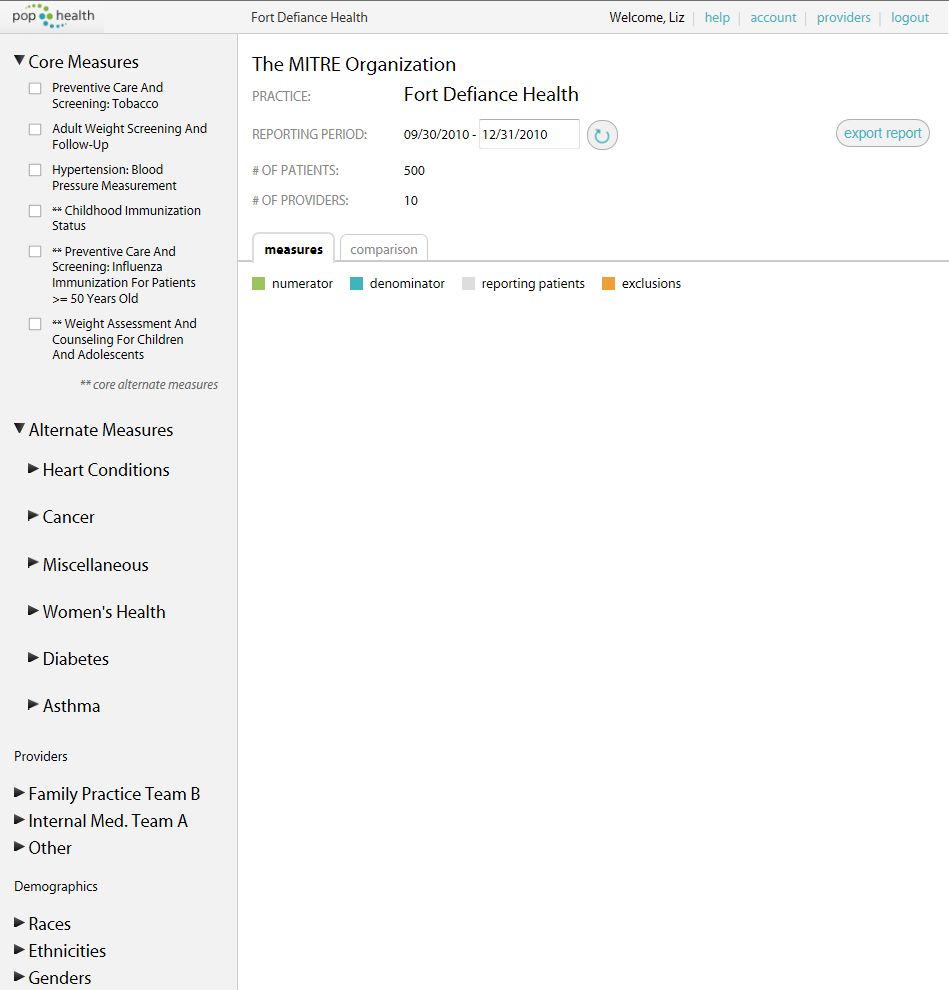 pop health
Fort Defiance Health
Welcome, Liz | help | account | providers | logout
Core Measures
Preventive Care And
Screening: Tobacco
Adult Weight Screening And
Follow-Up
Hypertension: Blood
Pressure Measurement
** Childhood Immunization
Status
** Preventive Care And
Screening: Influenza
Immunization For Patients
>= 50 Years Old
** Weight Assessment And
Counseling For Children
And Adolescents
** core alternate measures
Alternate Measures
Heart Conditions
Cancer
Miscellaneous
Women's Health
Diabetes
Asthma
Providers
Family Practice Team B
Internal Med. Team A
Other
Demographics
Races
Ethnicities
Genders
The MITRE Organization
PRACTICE: Fort Defiance Health
REPORTING PERIOD: 09/30/2010 - 12/31/2010
export report
# OF PATIENTS: 500
# OF PROVIDERS: 10
measures comparison
numerator denominator reporting patients exclusions